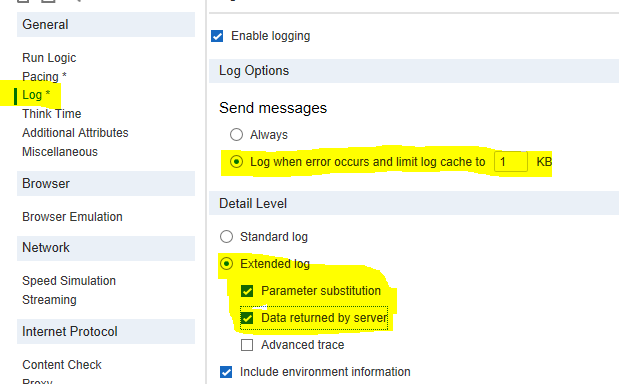 General
Run Logic
Pacing *
Log *
Think Time
Additional Attributes
Miscellaneous
Browser
Browser Emulation
Network
Speed Simulation
Streaming
Internet Protocol
Content Check
Proxy
Enable logging
Log Options
Send messages
Always
Log when error occurs and limit log cache to 1 KB
Detail Level
Standard log
Extended log
Parameter substitution
Data returned by server
Advanced trace
Include environment information